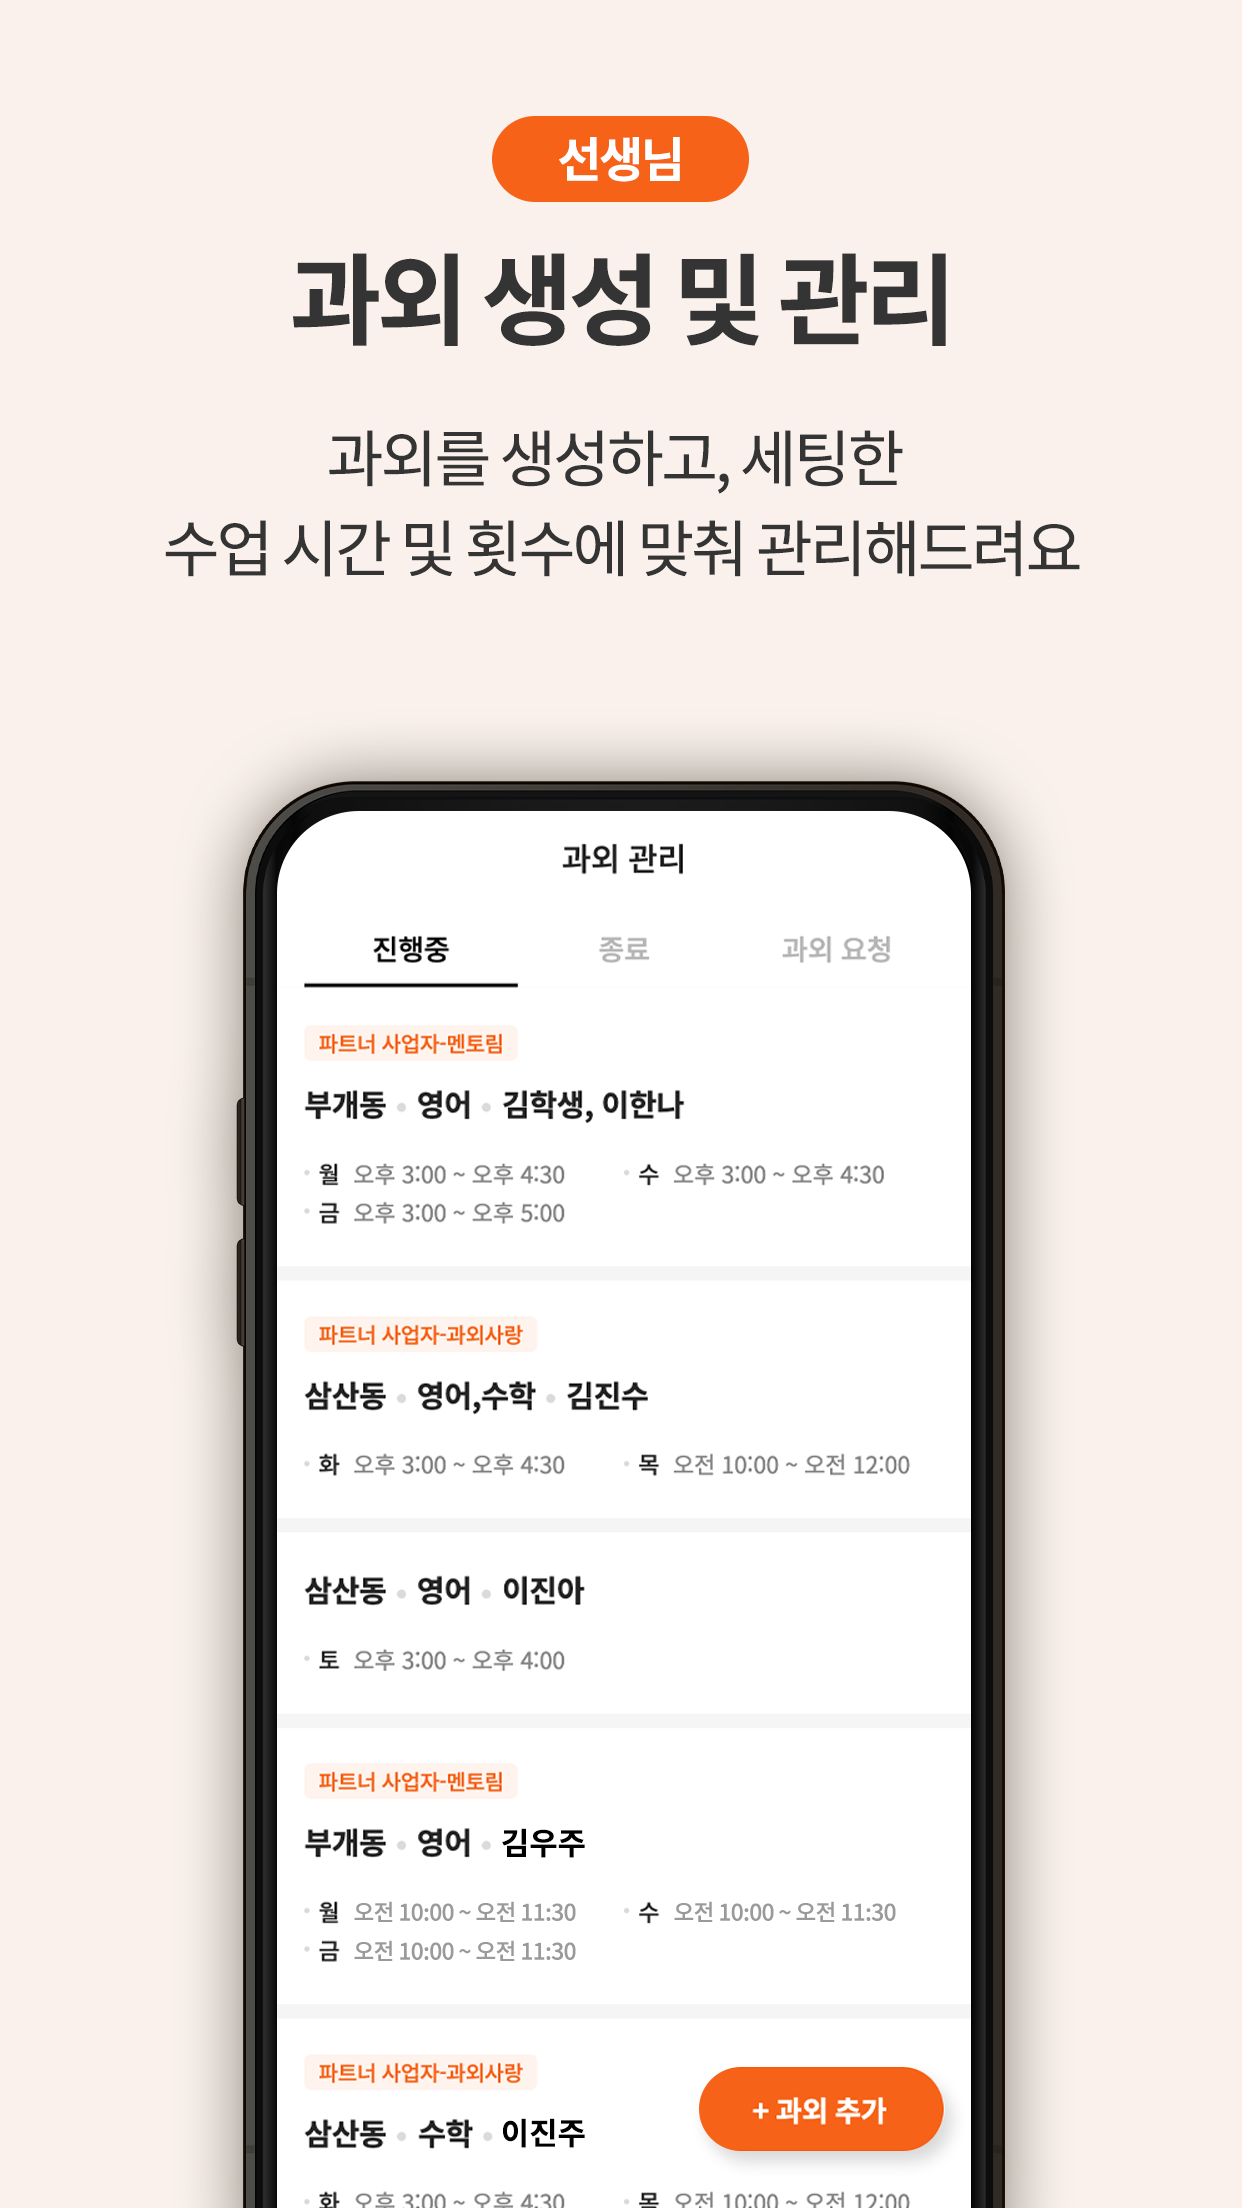 선생님
과외 생성 및 관리
과외를 생성하고, 세팅한
수업 시간 및 횟수에 맞춰 관리해드려요
과외 관리
진행중 종료 과외 요청
파트너 사업자-멘토림
부개동 • 영어 • 김학생, 이한나
• 월 오후 3:00 ~ 오후 4:30 • 수 오후 3:00 ~ 오후 4:30
• 금 오후 3:00 ~ 오후 5:00
파트너 사업자-과외사랑
삼산동 • 영어,수학 • 김진수
• 화 오후 3:00 ~ 오후 4:30 • 목 오전 10:00 ~ 오전 12:00
삼산동 • 영어 • 이진아
• 토 오후 3:00 ~ 오후 4:00
파트너 사업자-멘토림
부개동 • 영어 • 김우주
• 월 오전 10:00 ~ 오전 11:30 • 수 오전 10:00 ~ 오전 11:30
• 금 오전 10:00 ~ 오전 11:30
파트너 사업자-과외사랑
+ 과외 추가
삼산동 • 수학 • 이진주
• 화 오후 3:00 ~ 오후 4:30 • 목 오전 10:00 ~ 오전 12:00